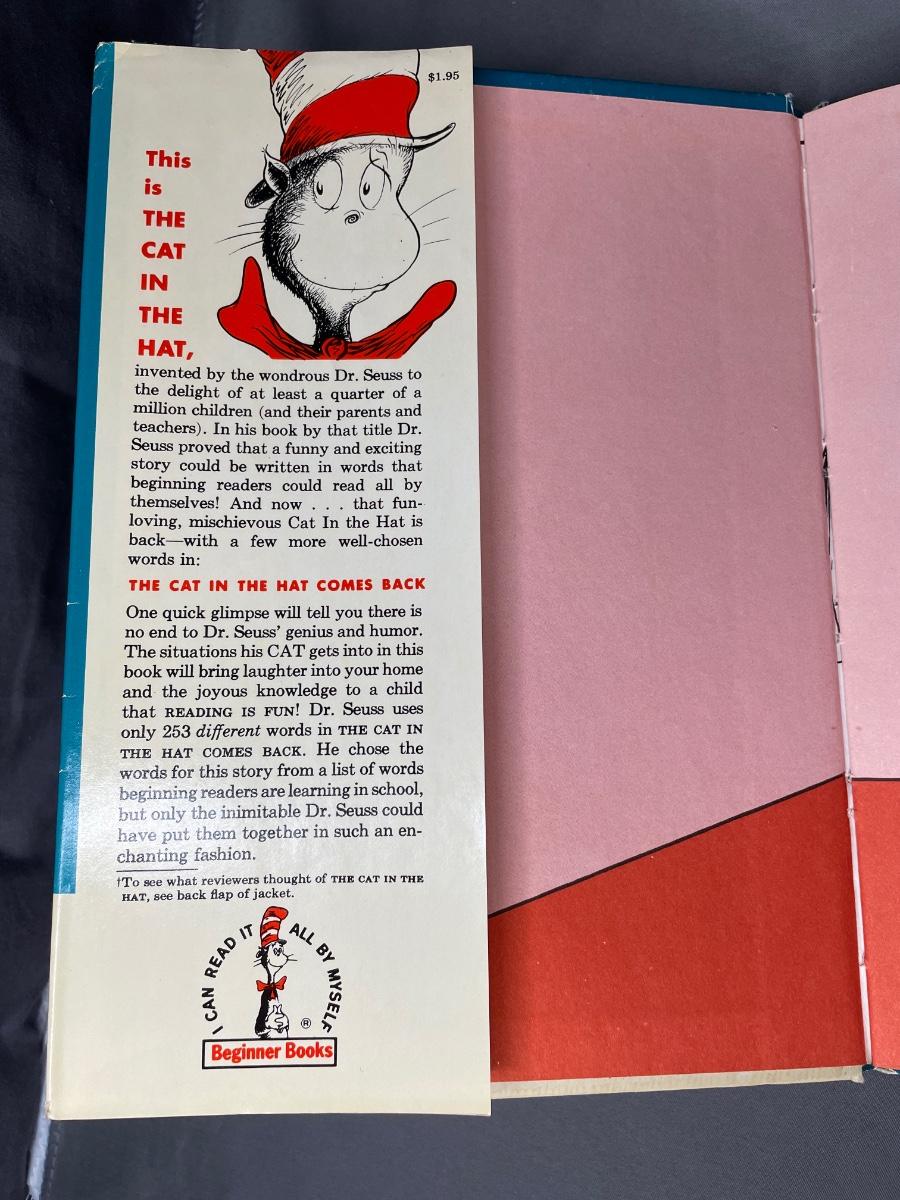 $1.95
This
is
THE
CAT
IN
THE
HAT,
invented by the wondrous Dr. Seuss to
the delight of at least a quarter of a
million children (and their parents and
teachers). In his book by that title Dr.
Seuss proved that a funny and exciting
story could be written in words that
beginning readers could read all by
themselves! And now . . . that fun-
loving, mischievous Cat In the Hat is
back—with a few more well-chosen
words in:
THE CAT IN THE HAT COMES BACK
One quick glimpse will tell you there is
no end to Dr. Seuss' genius and humor.
The situations his CAT gets into in this
book will bring laughter into your home
and the joyous knowledge to a child
that READING IS FUN! Dr. Seuss uses
only 253 different words in THE CAT IN
THE HAT COMES BACK. He chose the
words for this story from a list of words
beginning readers are learning in school,
but only the inimitable Dr. Seuss could
have put them together in such an en-
chanting fashion.
†To see what reviewers thought of THE CAT IN THE
HAT, see back flap of jacket.
I CAN READ IT ALL BY MYSELF
®
Beginner Books